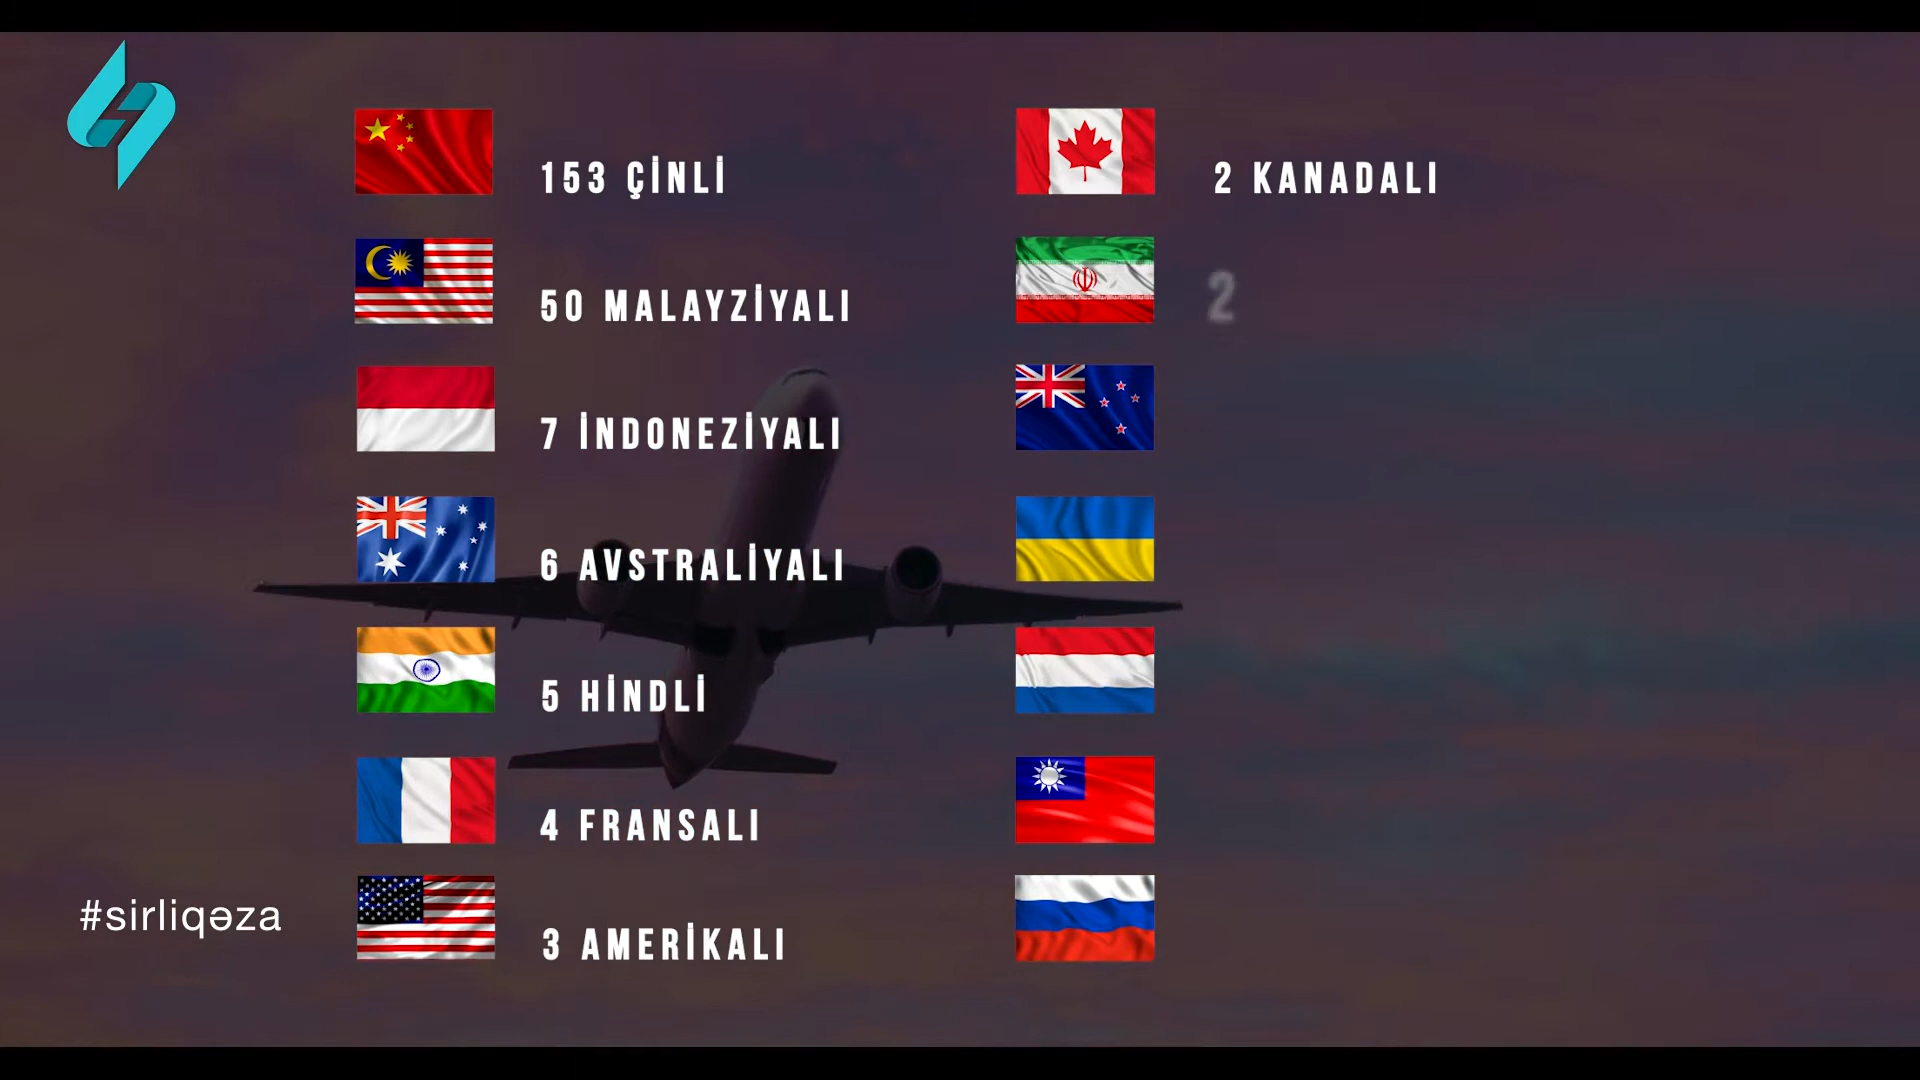 153 ÇİNLİ
50 MALAYZİYALI
7 İNDONEZİYALI
6 AVSTRALİYALI
5 HİNDLİ
4 FRANSALI
3 AMERİKALI
2 KANADALI
2
#sirliqəza